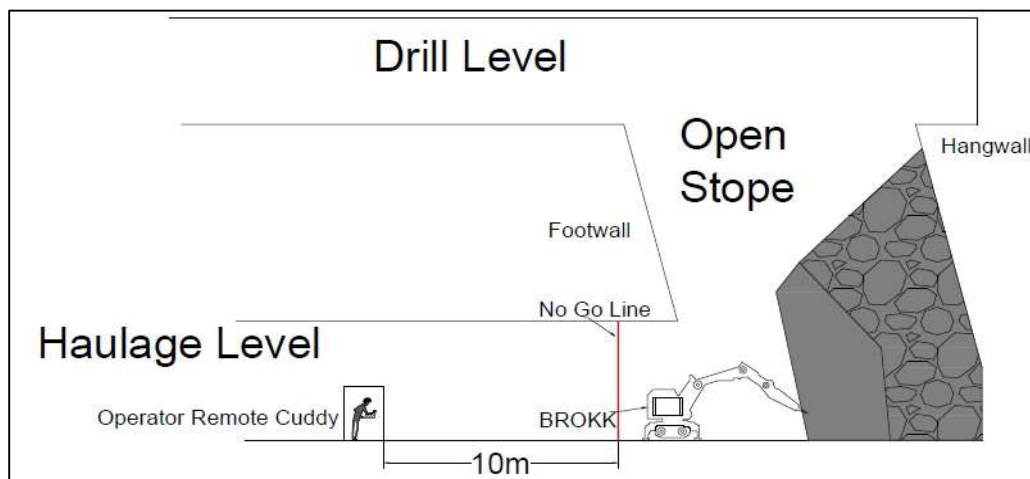 Drill Level
Open
Stope
Hangwall
Footwall
No Go Line
Haulage Level
Operator Remote Cuddy
BROKK
10m